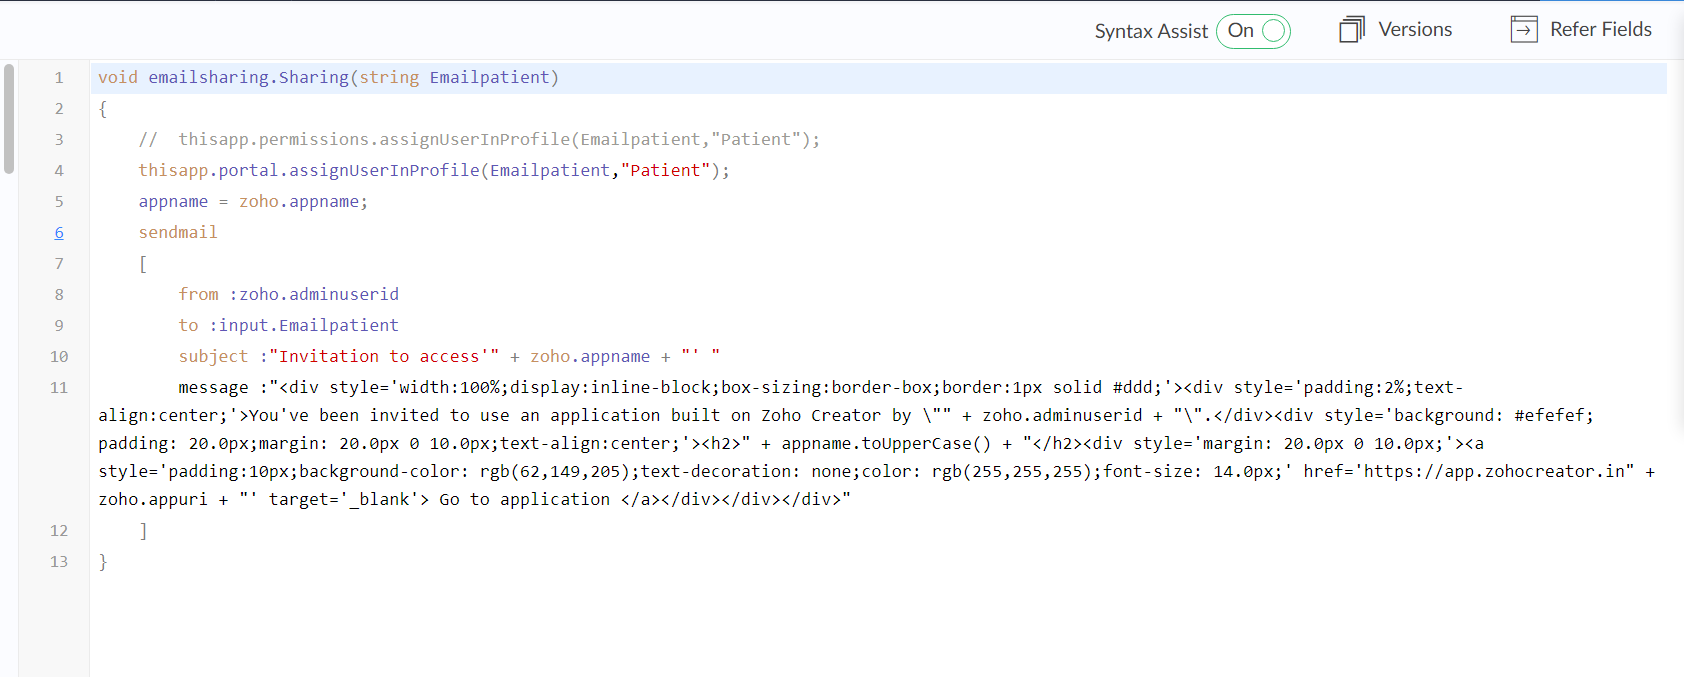 Syntax Assist On Versions Refer Fields
1 void emailsharing.Sharing(string Emailpatient)
2 {
3 // thisapp.permissions.assignUserInProfile(Emailpatient,"Patient");
4 thisapp.portal.assignUserInProfile(Emailpatient,"Patient");
5 appname = zoho.appname;
6 sendmail
7 [
8 from :zoho.adminuserid
9 to :input.Emailpatient
10 subject :"Invitation to access'" + zoho.appname + "' "
11 message :"<div style='width:100%;display:inline-block;box-sizing:border-box;border:1px solid #ddd;'><div style='padding:2%;text-
align:center;'>You've been invited to use an application built on Zoho Creator by \"" + zoho.adminuserid + "\".</div><div style='background: #efefef;
padding: 20.0px;margin: 20.0px 0 10.0px;text-align:center;'><h2>" + appname.toUpperCase() + "</h2><div style='margin: 20.0px 0 10.0px;'><a
style='padding:10px;background-color: rgb(62,149,205);text-decoration: none;color: rgb(255,255,255);font-size: 14.0px;' href='https://app.zohocreator.in" +
zoho.appuri + "' target='_blank'> Go to application </a></div></div></div>"
12 ]
13 }